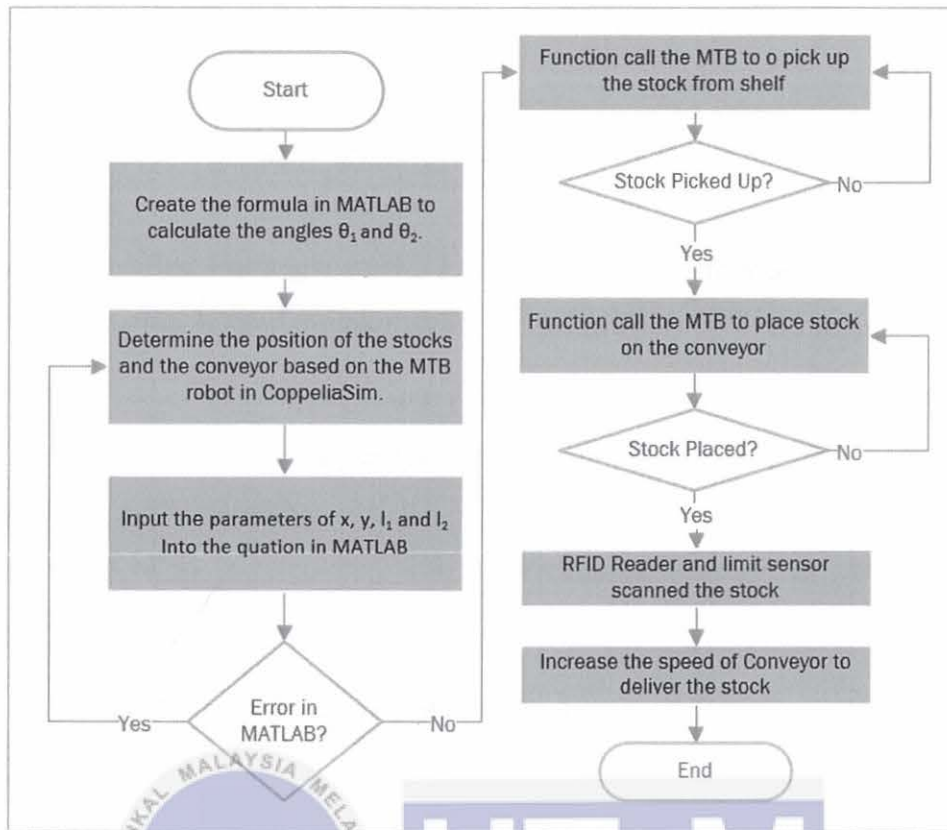 Start
Create the formula in MATLAB to
calculate the angles θ₁ and θ₂.
Determine the position of the stocks
and the conveyor based on the MTB
robot in CoppeliaSim.
Input the parameters of x, y, l₁ and l₂
Into the quation in MATLAB
Error in
MATLAB?
Yes
No
Function call the MTB to o pick up
the stock from shelf
Stock Picked Up?
No
Yes
Function call the MTB to place stock
on the conveyor
Stock Placed?
No
Yes
RFID Reader and limit sensor
scanned the stock
Increase the speed of Conveyor to
deliver the stock
End
MALAYSIA